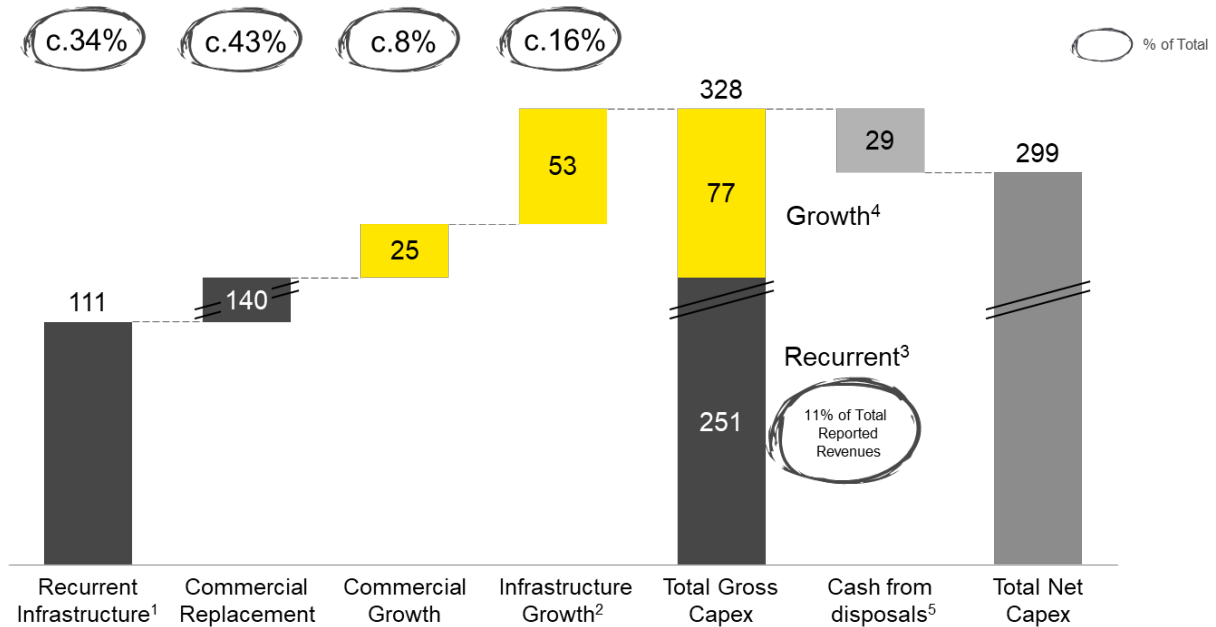 c.34%
c.43%
c.8%
c.16%
% of Total
328
53
29
299
77
Growth⁴
25
111
140
Recurrent³
251
11% of Total
Reported
Revenues
Recurrent
Infrastructure¹
Commercial
Replacement
Commercial
Growth
Infrastructure
Growth²
Total Gross
Capex
Cash from
disposals⁵
Total Net
Capex